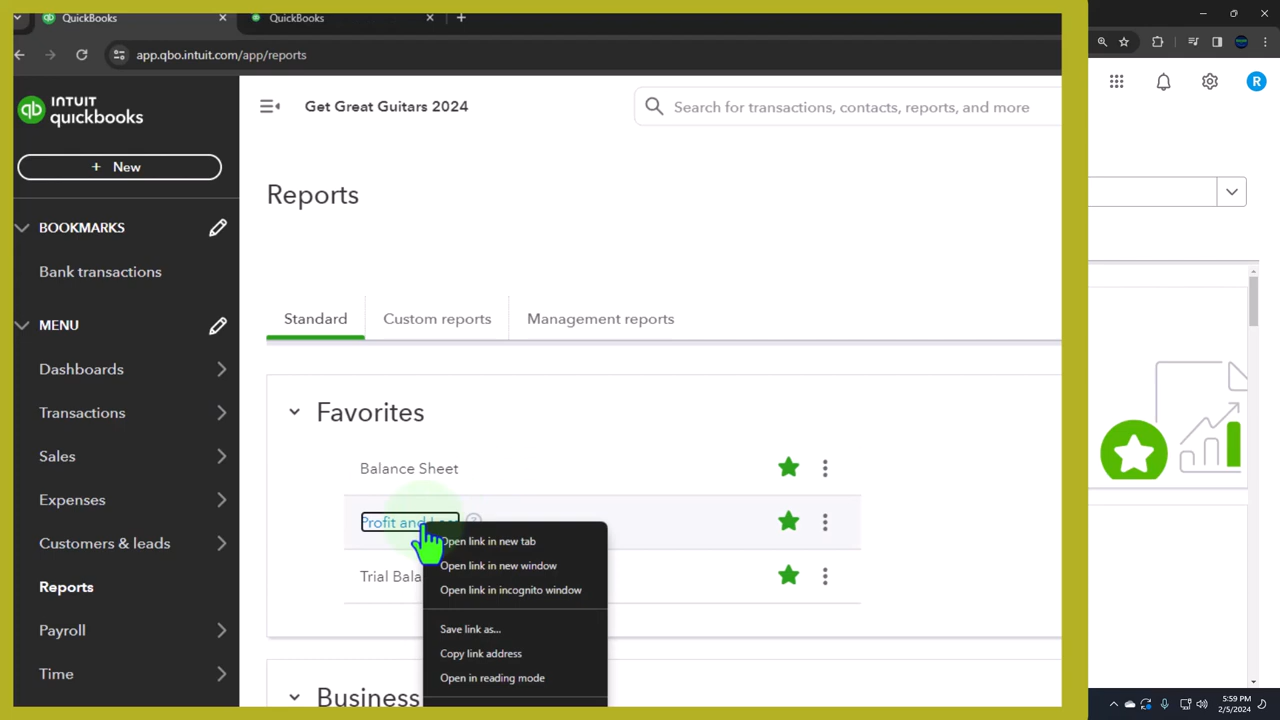 QuickBooks
QuickBooks
app.qbo.intuit.com/app/reports
INTUIT
quickbooks
Get Great Guitars 2024
Search for transactions, contacts, reports, and more
R
+ New
Reports
BOOKMARKS
Bank transactions
MENU
Dashboards
Transactions
Sales
Expenses
Customers & leads
Reports
Payroll
Time
Standard
Custom reports
Management reports
Favorites
Balance Sheet
Profit and
Trial
Business
Open link in new tab
Open link in new window
Open link in incognito window
Save link as...
Copy link address
Open in reading mode
5:59 PM
2/5/2024